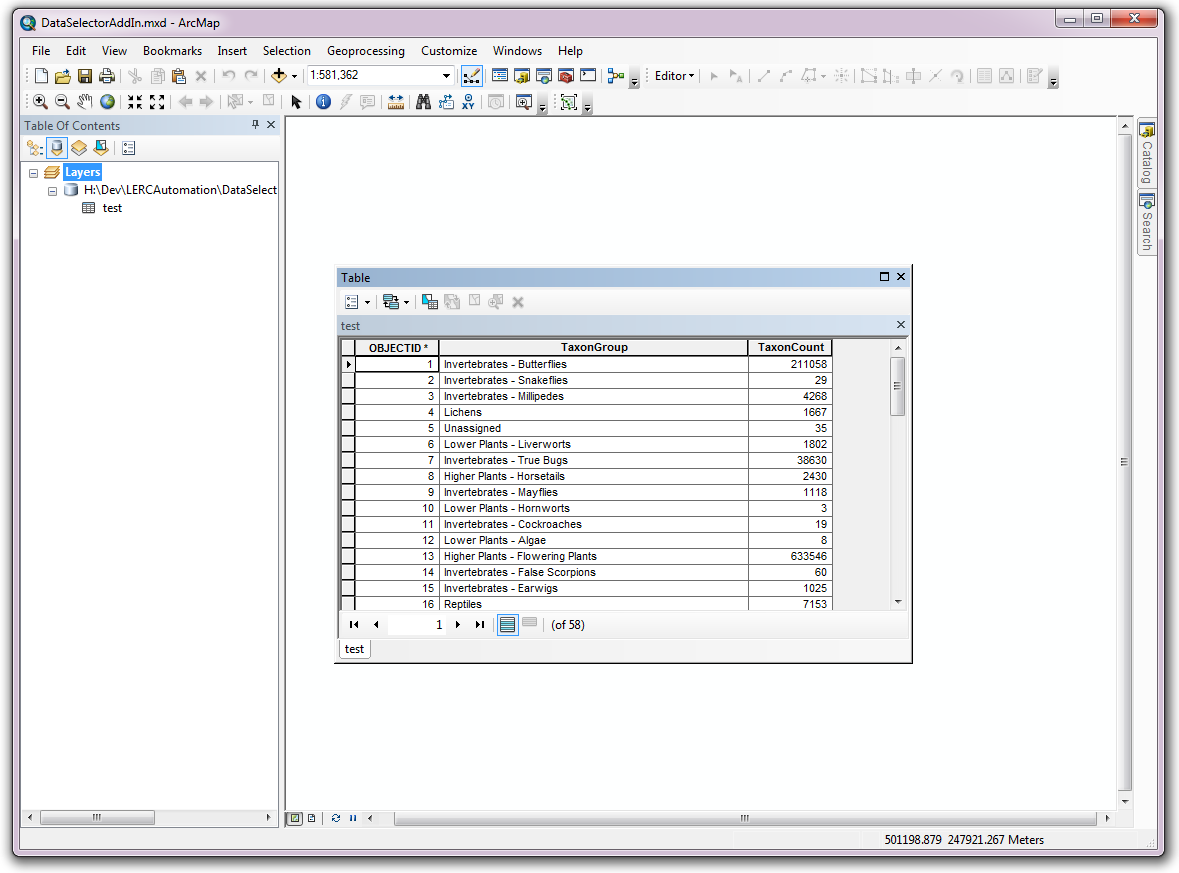 DataSelectorAddIn.mxd - ArcMap
File Edit View Bookmarks Insert Selection Geoprocessing Customize Windows Help
1:581,362 Editor
XY
Table Of Contents
Layers
H:\Dev\LERCAutomation\DataSelect
test
Catalog
Search
Table
test
OBJECTID * TaxonGroup TaxonCount
1 Invertebrates - Butterflies 211058
2 Invertebrates - Snakeflies 29
3 Invertebrates - Millipedes 4268
4 Lichens 1667
5 Unassigned 35
6 Lower Plants - Liverworts 1802
7 Invertebrates - True Bugs 38630
8 Higher Plants - Horsetails 2430
9 Invertebrates - Mayflies 1118
10 Lower Plants - Hornworts 3
11 Invertebrates - Cockroaches 19
12 Lower Plants - Algae 8
13 Higher Plants - Flowering Plants 633546
14 Invertebrates - False Scorpions 60
15 Invertebrates - Earwigs 1025
16 Reptiles 7153
1 (of 58)
test
501198.879 247921.267 Meters